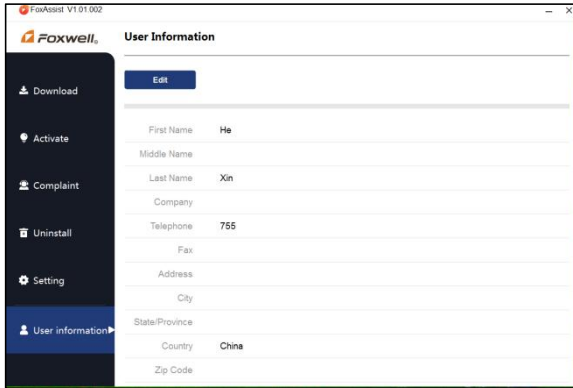 FoxAssist V1.01.002
FOXWELL®
User Information
Download
Edit
Activate
First Name He
Middle Name
Complaint
Last Name Xin
Company
Uninstall
Telephone 755
Fax
Setting
Address
City
User information
State/Province
Country China
Zip Code